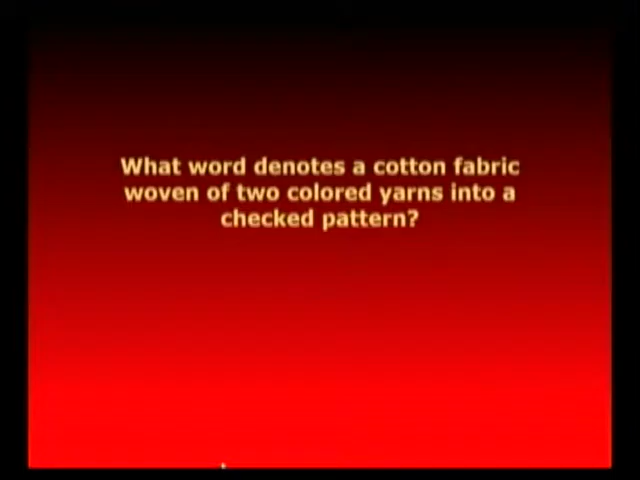 What word denotes a cotton fabric
woven of two colored yarns into a
checked pattern?